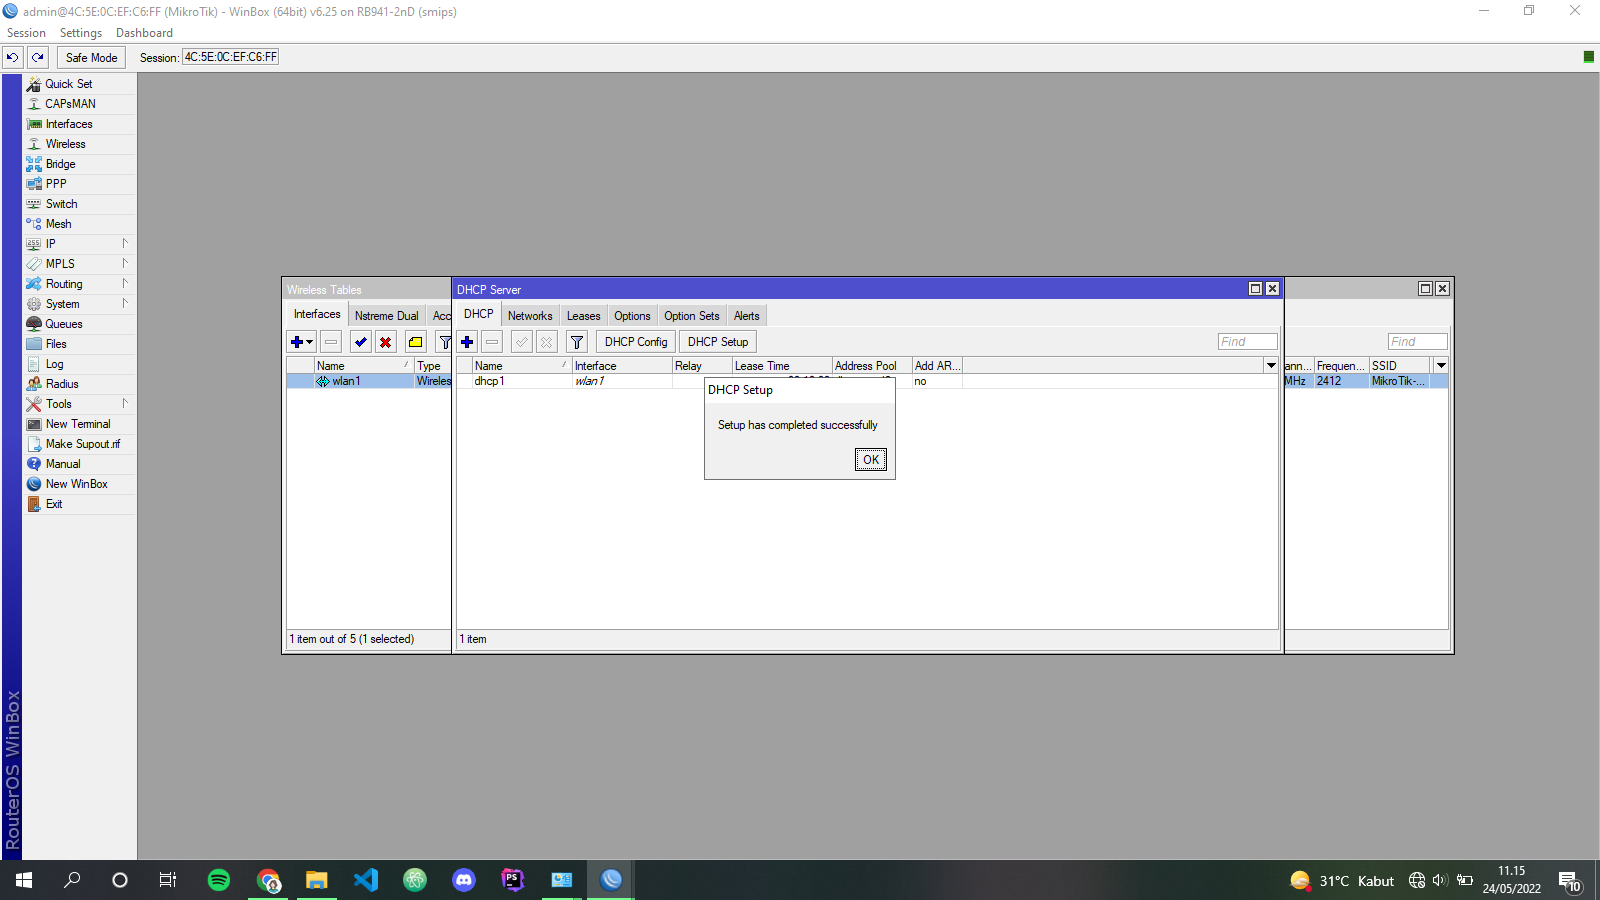 admin@4C:5E:0C:EF:C6:FF (MikroTik) - WinBox (64bit) v6.25 on RB941-2nD (smips)
Session Settings Dashboard
Safe Mode Session: 4C:5E:0C:EF:C6:FF
Quick Set
CAPsMAN
Interfaces
Wireless
Bridge
PPP
Switch
Mesh
IP
MPLS
Routing
System
Queues
Files
Log
Radius
Tools
New Terminal
Make Supout.rif
Manual
New WinBox
Exit
RouterOS WinBox
Wireless Tables
Interfaces Nstreme Dual Acc
Name Type
wlan1 Wireles
1 item out of 5 (1 selected)
DHCP Server
DHCP Networks Leases Options Option Sets Alerts
DHCP Config DHCP Setup Find
Name Interface Relay Lease Time Address Pool Add AR...
dhcp1 wlan1 no
DHCP Setup
Setup has completed successfully
OK
1 item
Find
ann... Frequen... SSID
MHz 2412 MikroTik-...
31°C Kabut
11.15
24/05/2022
10